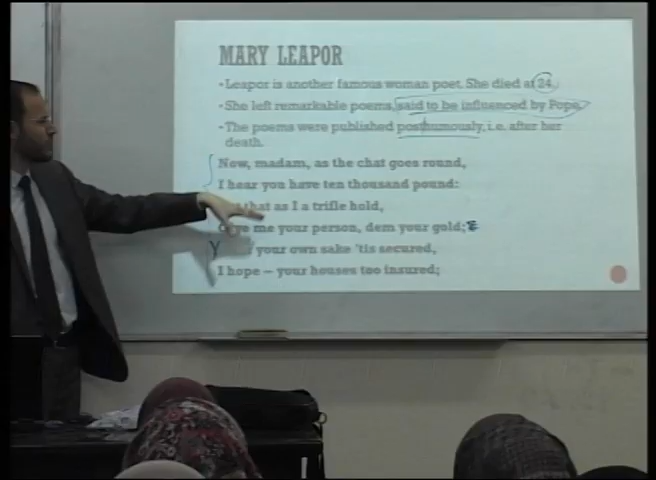 MARY LEAPOR
•Leapor is another famous woman poet. She died at 24.
•She left remarkable poems, said to be influenced by Pope.
•The poems were published posthumously, i.e. after her
death.
Now, madam, as the chat goes round,
I hear you have ten thousand pound:
that as I a trifle hold,
me your person, dem your gold;
your own sake 'tis secured,
I hope – your houses too insured;